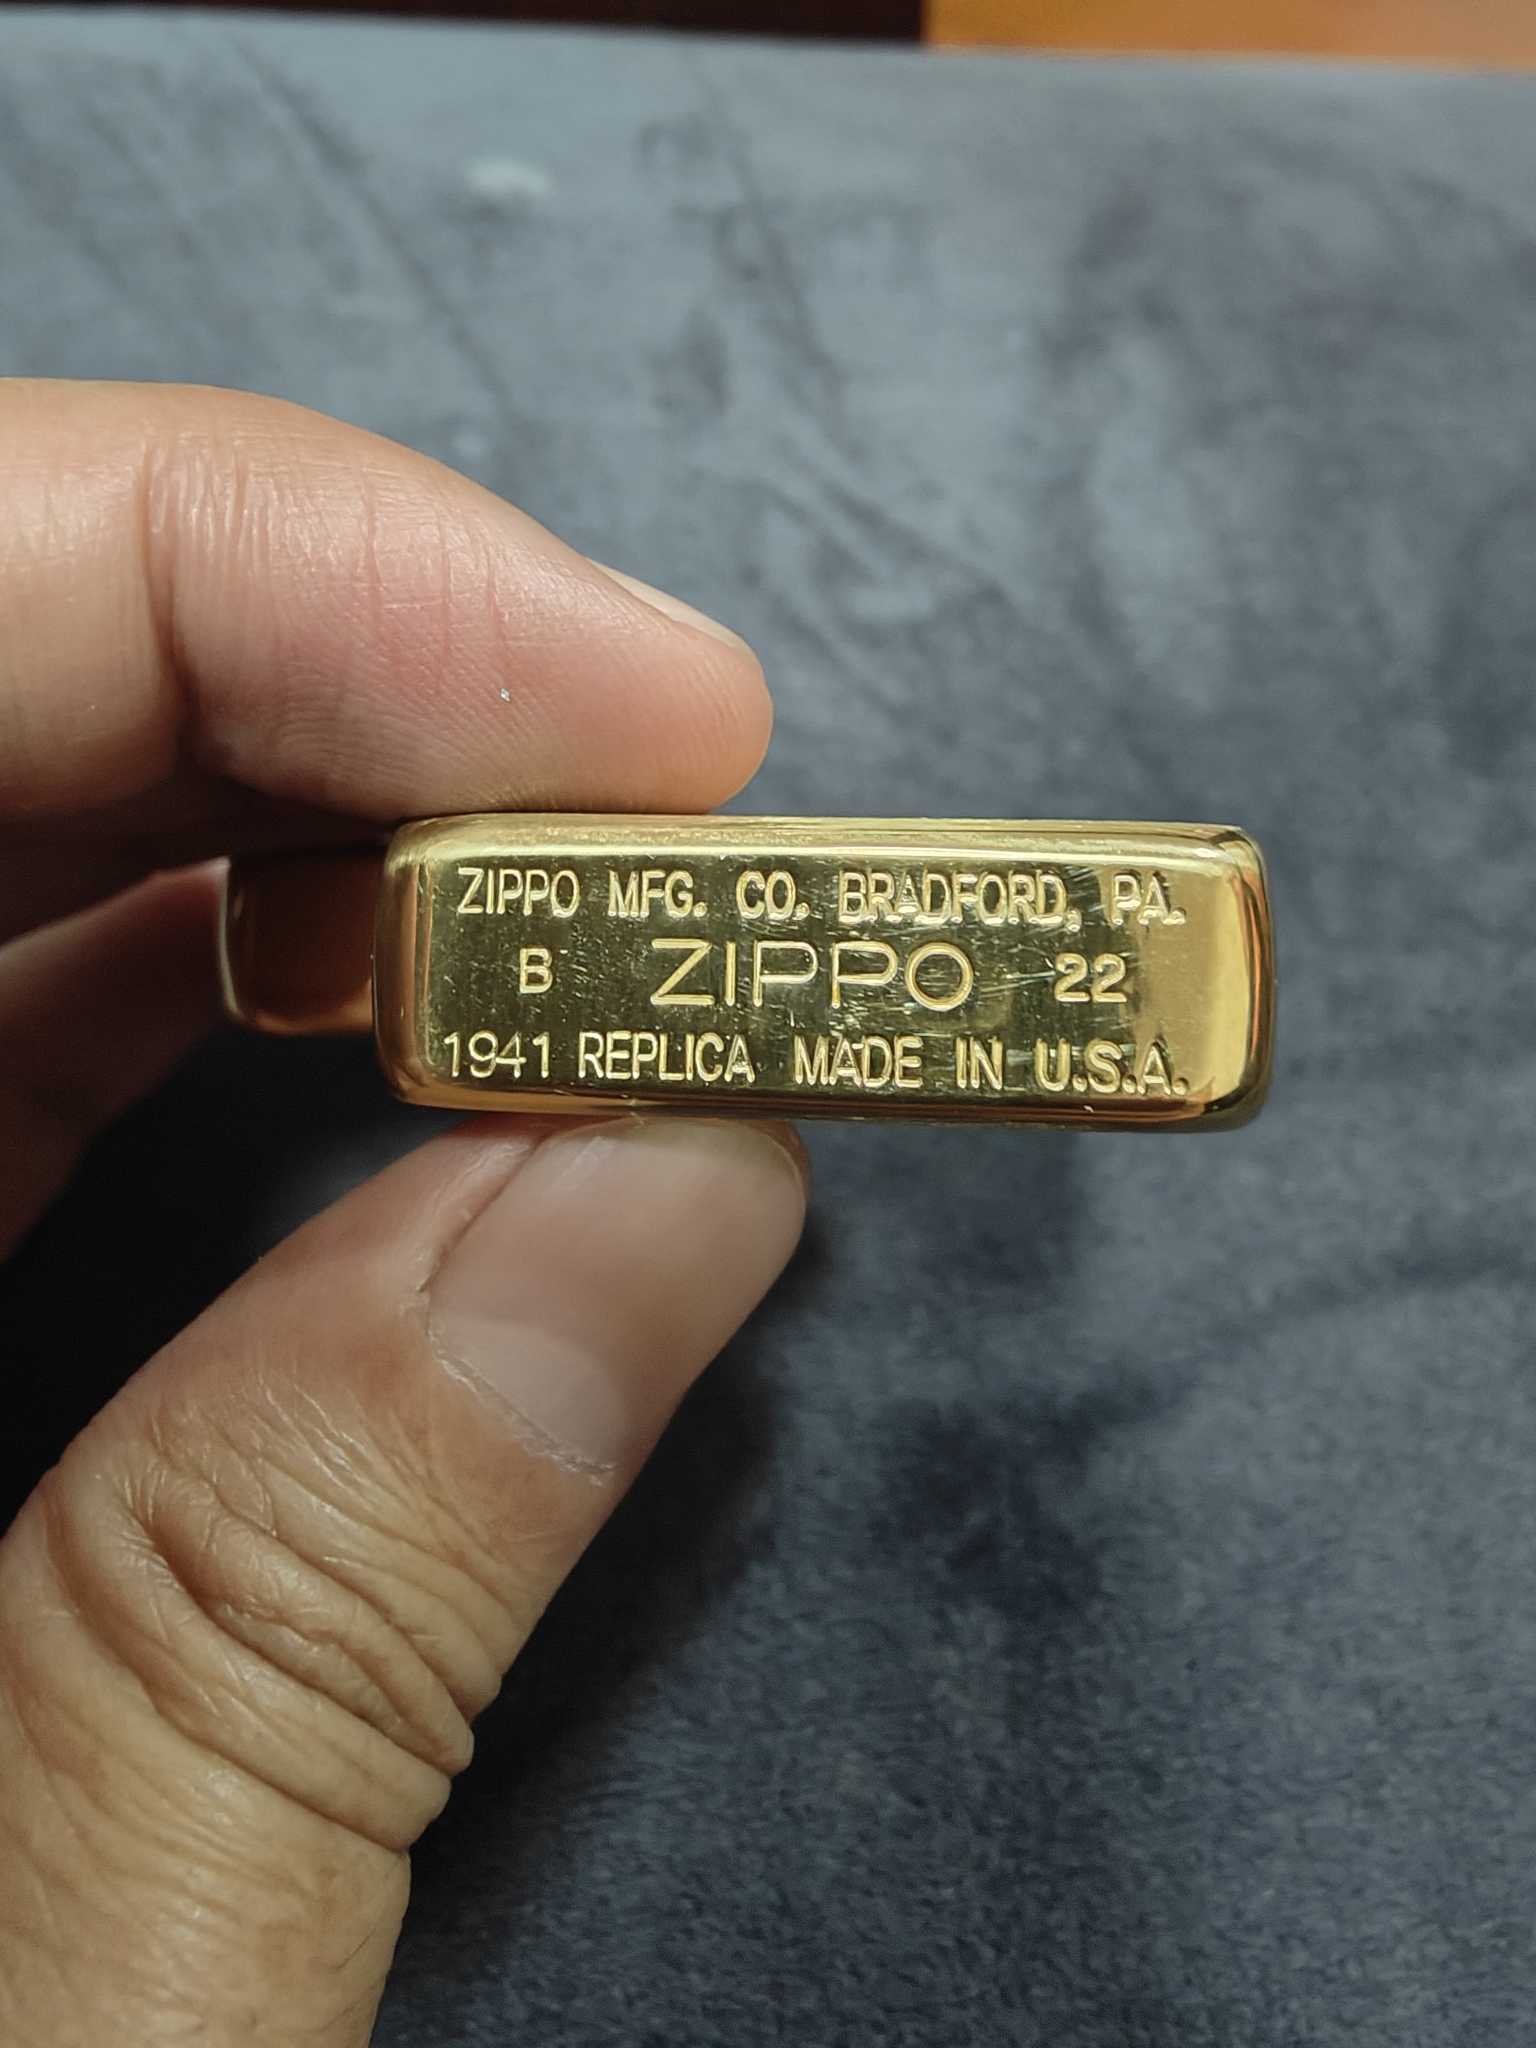 ZIPPO MFG. CO. BRADFORD, PA.
B ZIPPO 22
1941 REPLICA MADE IN U.S.A.